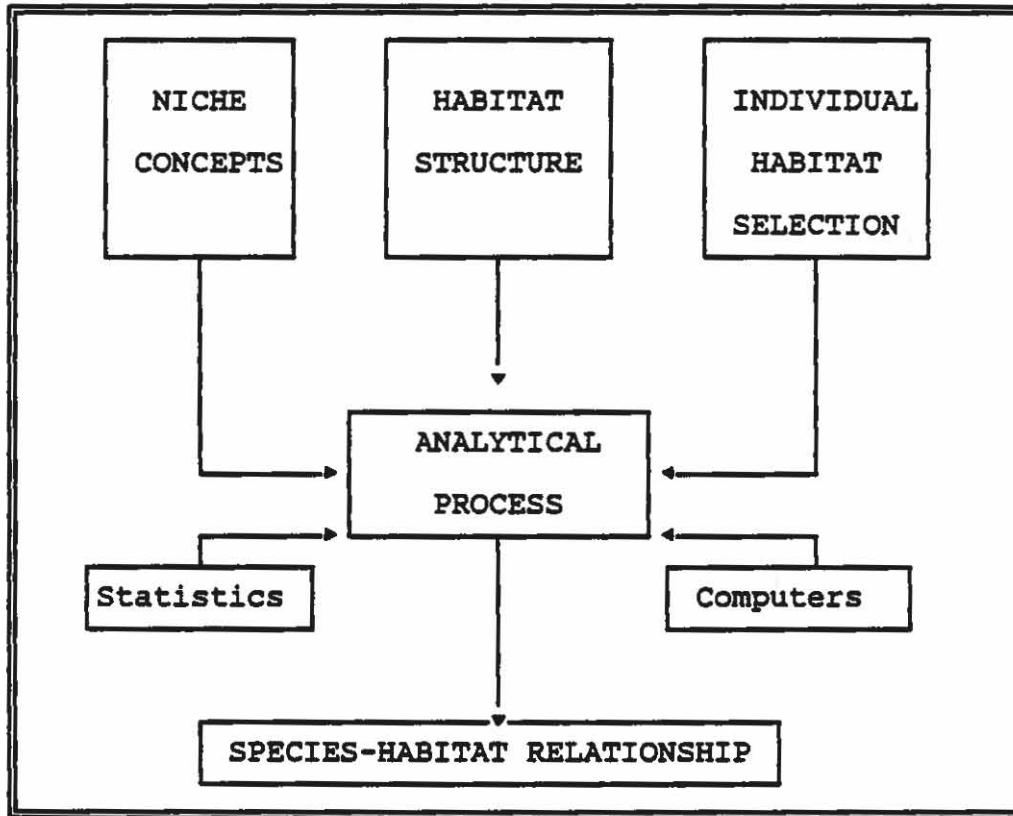 NICHE
CONCEPTS
HABITAT
STRUCTURE
INDIVIDUAL
HABITAT
SELECTION
ANALYTICAL
PROCESS
Statistics
Computers
SPECIES-HABITAT RELATIONSHIP